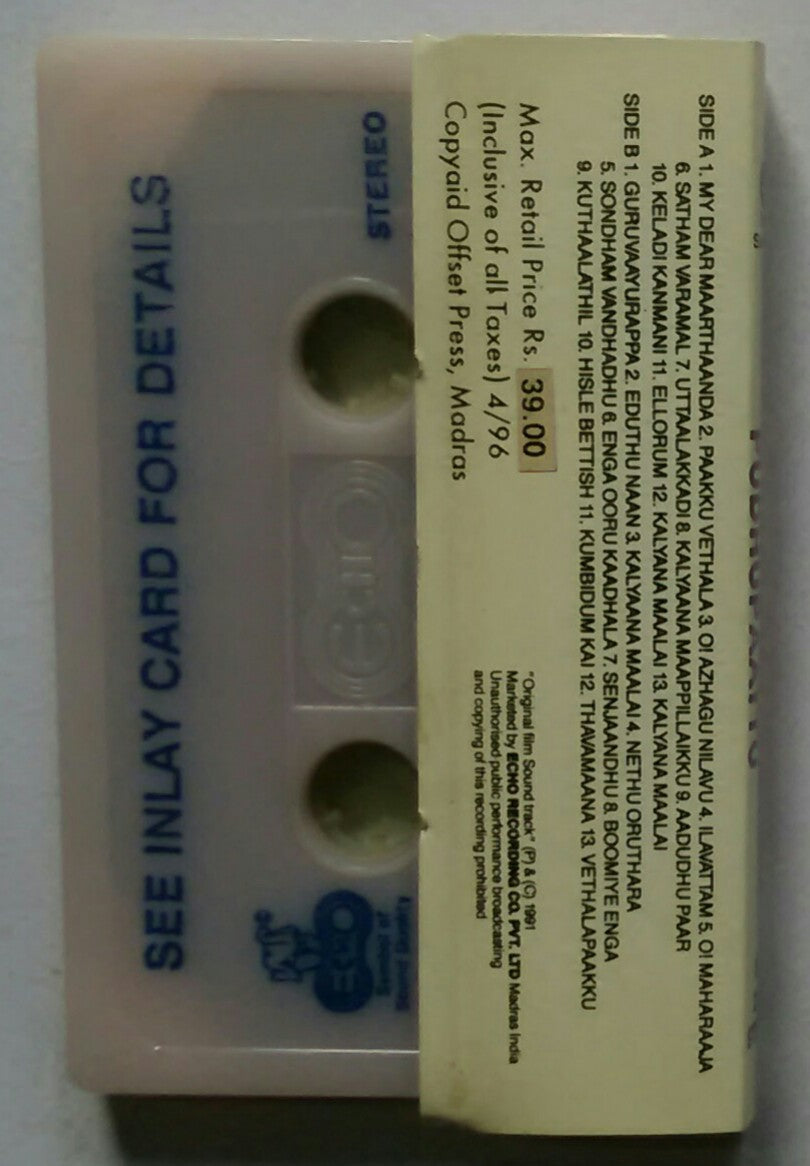 SIDE A 1. MY DEAR MAARTHAANDA 2. PAAKKU VETHALA 3. O! AZHAGU NILAVU 4. ILAVATTAM 5. O! MAHARAAJA
6. SATHAM VARAMAL 7. UTTAALAKKADI 8. KALYAANA MAAPPILLAIKKU 9. AADUDHU PAAR
10. KELADI KANMANI 11. ELLORUM 12. KALYANA MAALAI 13. KALYANA MAALAI
SIDE B 1. GURUVAAYURAPPA 2. EDUTHU NAAN 3. KALYAANA MAALAI 4. NETHU ORUTHARA
5. SONDHAM VANDHADHU 6. ENGA OORU KAADHALA 7. SENJAANDHU 8. BOOMIYE ENGA
9. KUTHAALATHIL 10. HISLE BETTISH 11. KUMBIDUM KAI 12. THAVAMAANA 13. VETHALAPAAKKU
Max. Retail Price Rs. 39.00
(Inclusive of all Taxes) 4/96
Copyaid Offset Press, Madras
"Original film Sound track" (P) & (C) 1991
Marketed by ECHO RECORDING CO. PVT. LTD Madras India
Unauthorised public performance broadcasting
and copying of this recording prohibited
STEREO
SEE INLAY CARD FOR DETAILS
ECHO